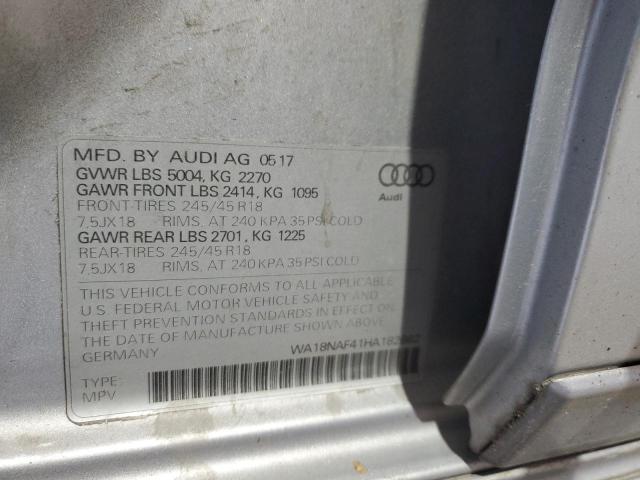 MFD. BY AUDI AG 05 17
GVWR LBS 5004, KG 2270
GAWR FRONT LBS 2414, KG 1095
FRONT-TIRES 245/45 R18
7,5JX18 RIMS, AT 240 KPA 35 PSI COLD
GAWR REAR LBS 2701, KG 1225
REAR-TIRES 245/45 R18
7,5JX18 RIMS, AT 240 KPA 35 PSI COLD
Audi
THIS VEHICLE CONFORMS TO ALL APPLICABLE
U.S. FEDERAL MOTOR VEHICLE SAFETY AND
THEFT PREVENTION STANDARDS IN EFFECT ON
THE DATE OF MANUFACTURE SHOWN ABOVE.
GERMANY
TYPE:
MPV